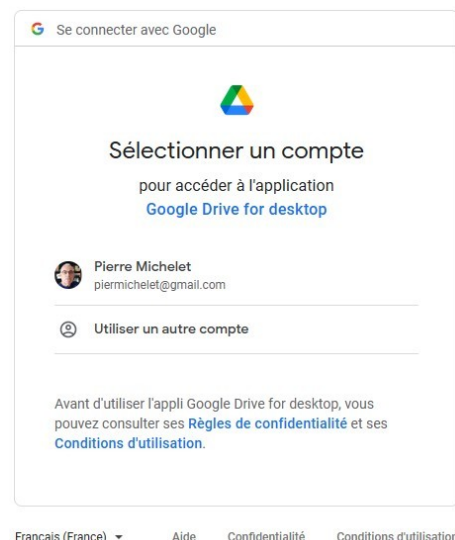 Se connecter avec Google
Sélectionner un compte
pour accéder à l'application
Google Drive for desktop
Pierre Michelet
piermichelet@gmail.com
Utiliser un autre compte
Avant d'utiliser l'appli Google Drive for desktop, vous
pouvez consulter ses Règles de confidentialité et ses
Conditions d'utilisation.
Français (France) Aide Confidentialité Conditions d'utilisation